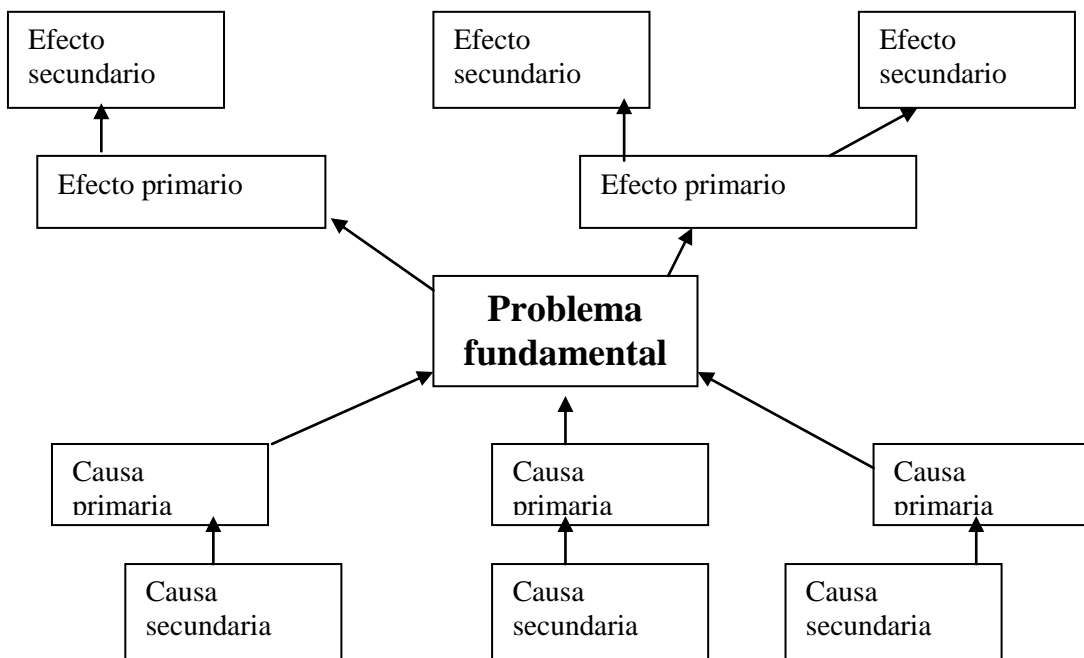 Efecto
secundario
Efecto
secundario
Efecto
secundario
Efecto primario
Efecto primario
Problema
fundamental
Causa
primaria
Causa
primaria
Causa
primaria
Causa
secundaria
Causa
secundaria
Causa
secundaria